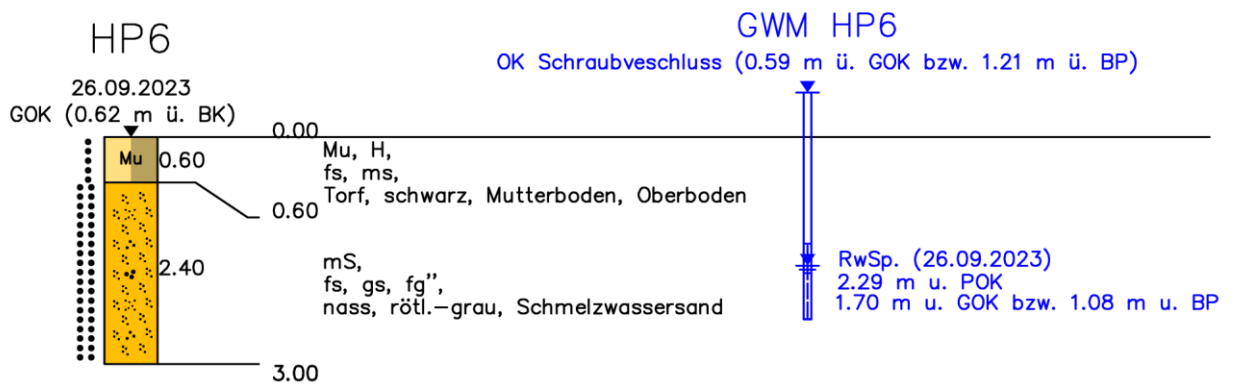 HP6
26.09.2023
GOK (0.62 m ü. BK)
0.00
Mu 0.60
Mu, H,
fs, ms,
Torf, schwarz, Mutterboden, Oberboden
0.60
2.40
mS,
fs, gs, fg",
nass, rötl.-grau, Schmelzwassersand
3.00
GWM HP6
OK Schraubveschluss (0.59 m ü. GOK bzw. 1.21 m ü. BP)
RwSp. (26.09.2023)
2.29 m u. POK
1.70 m u. GOK bzw. 1.08 m u. BP